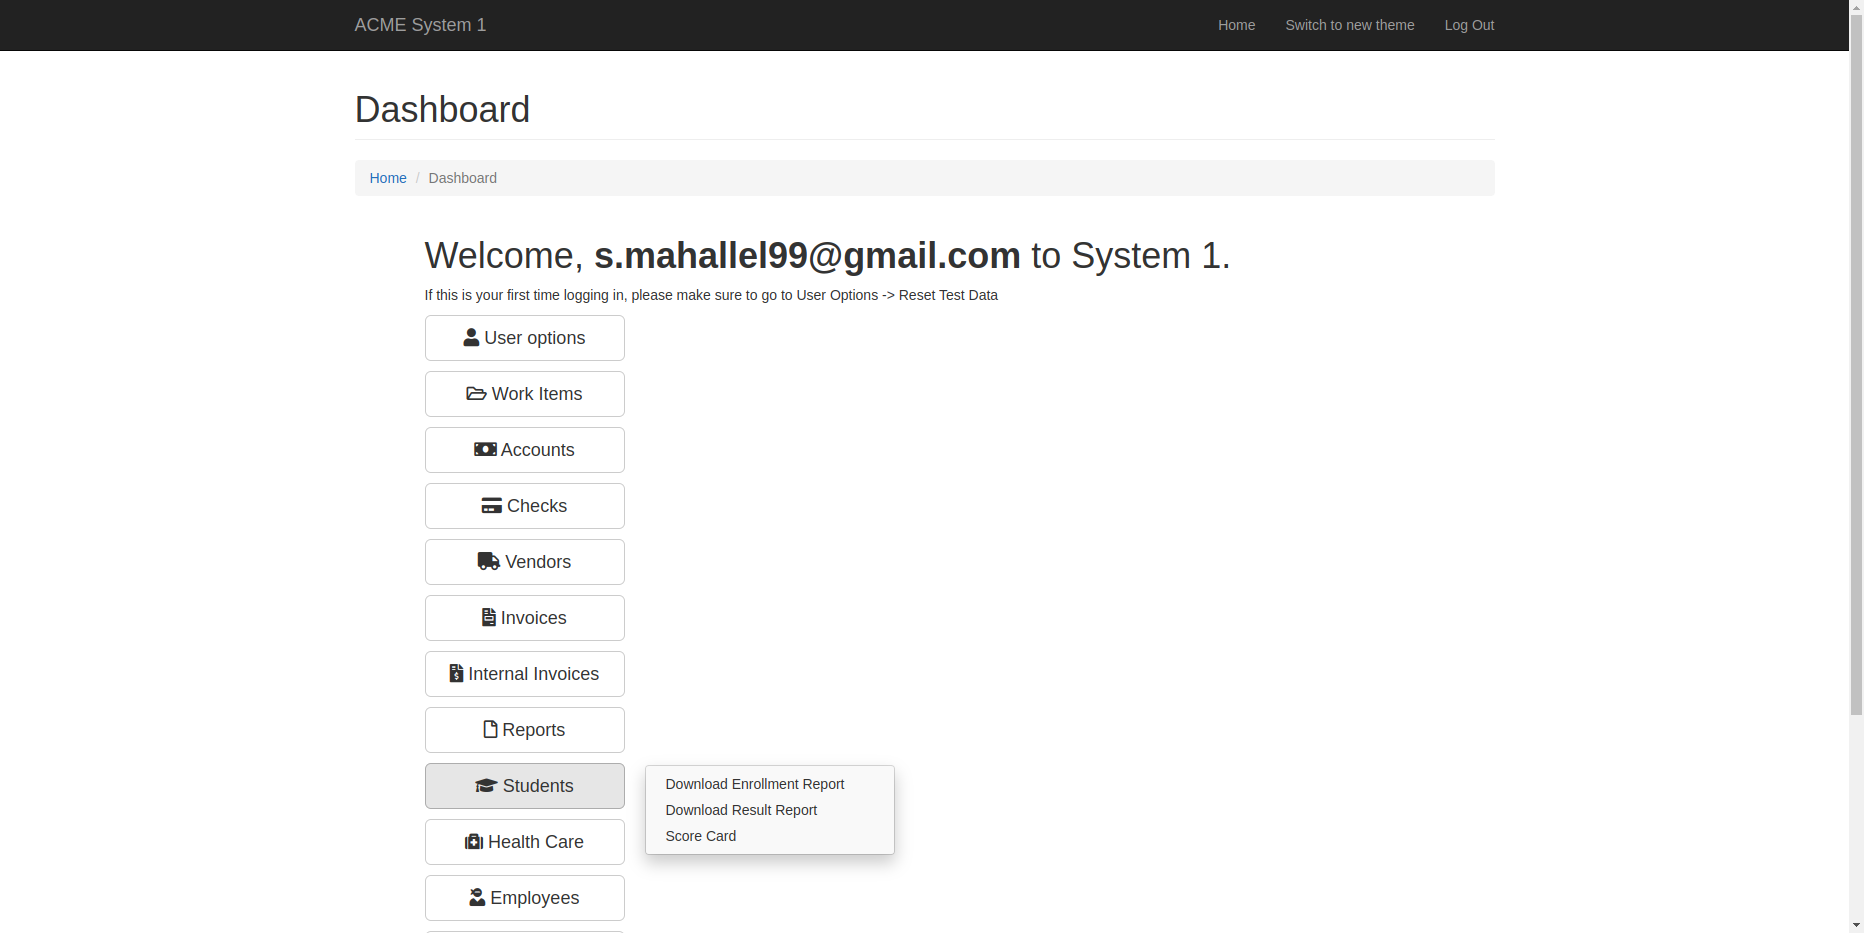 ACME System 1
Home
Switch to new theme
Log Out
Dashboard
Home / Dashboard
Welcome, s.mahallel99@gmail.com to System 1.
If this is your first time logging in, please make sure to go to User Options -> Reset Test Data
User options
Work Items
Accounts
Checks
Vendors
Invoices
Internal Invoices
Reports
Students
Download Enrollment Report
Download Result Report
Score Card
Health Care
Employees